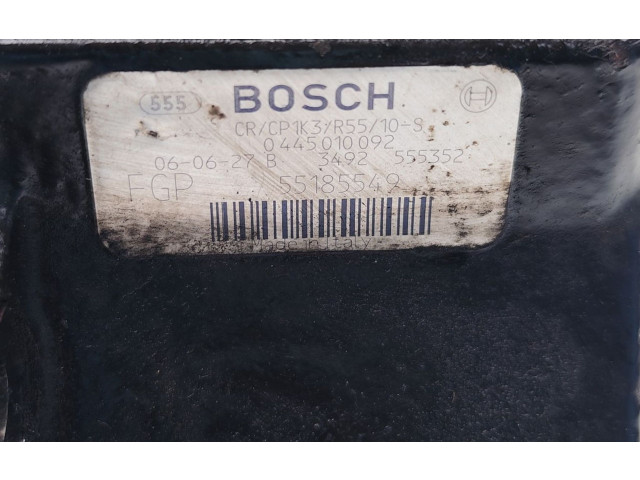 555 BOSCH
CR/CP1K3/R55/10-S
0 445 010 092
06-06-27 B 3492 555352
FGP 55185549
Made in Italy